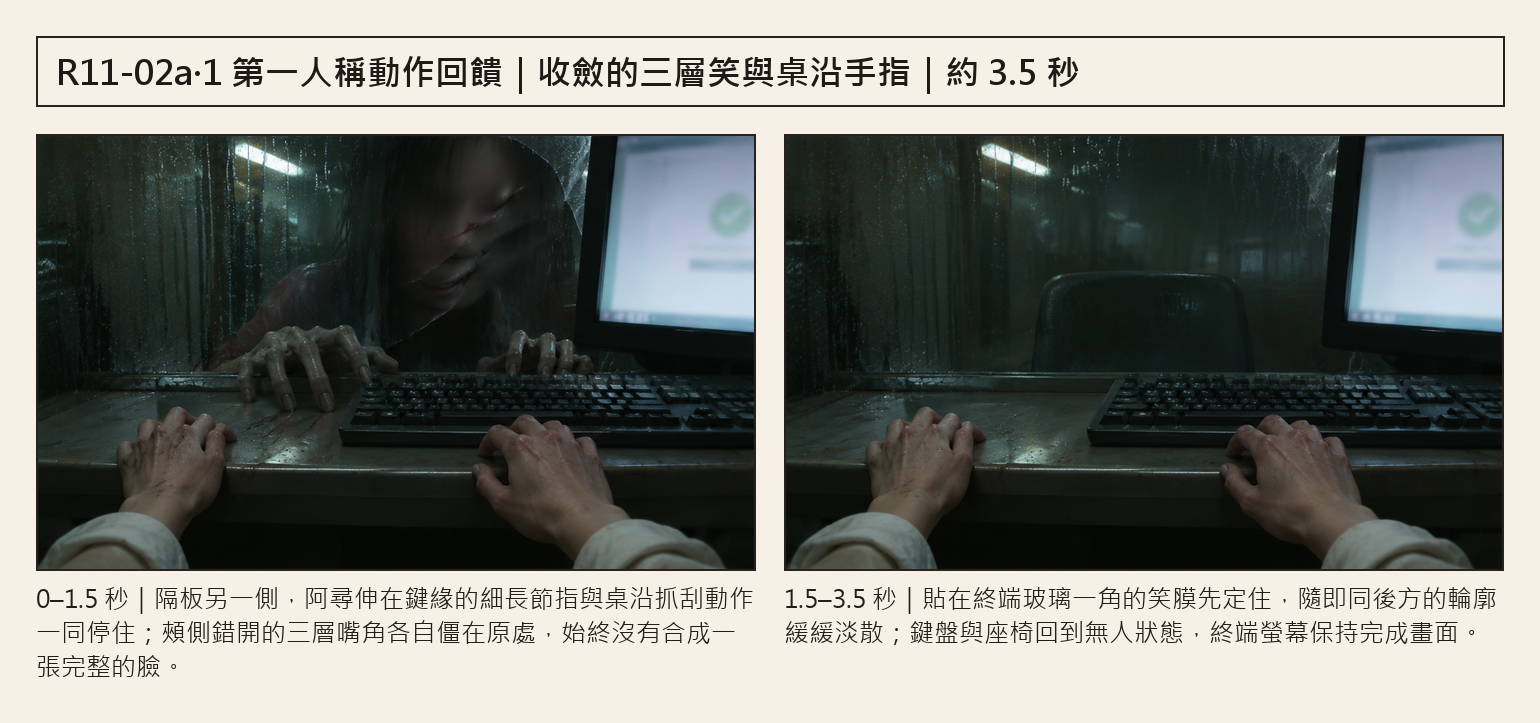 R11-02a·1 第一人稱動作回饋｜收斂的三層笑與桌沿手指｜約 3.5 秒
0–1.5 秒｜隔板另一側，阿尋伸在鍵緣的細長節指與桌沿抓刮動作
一同停住；頰側錯開的三層嘴角各自僵在原處，始終沒有合成一
張完整的臉。
1.5–3.5 秒｜貼在終端玻璃一角的笑膜先定住，隨即同後方的輪廓
緩緩淡散；鍵盤與座椅回到無人狀態，終端螢幕保持完成畫面。